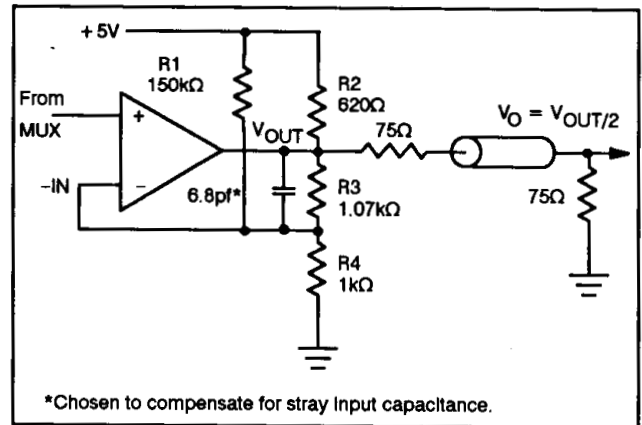 +5V
R1
150kΩ
R2
620Ω
From
MUX
+
VOUT
75Ω
VO = VOUT/2
–IN
–
6.8pf*
R3
1.07kΩ
75Ω
R4
1kΩ
*Chosen to compensate for stray input capacitance.